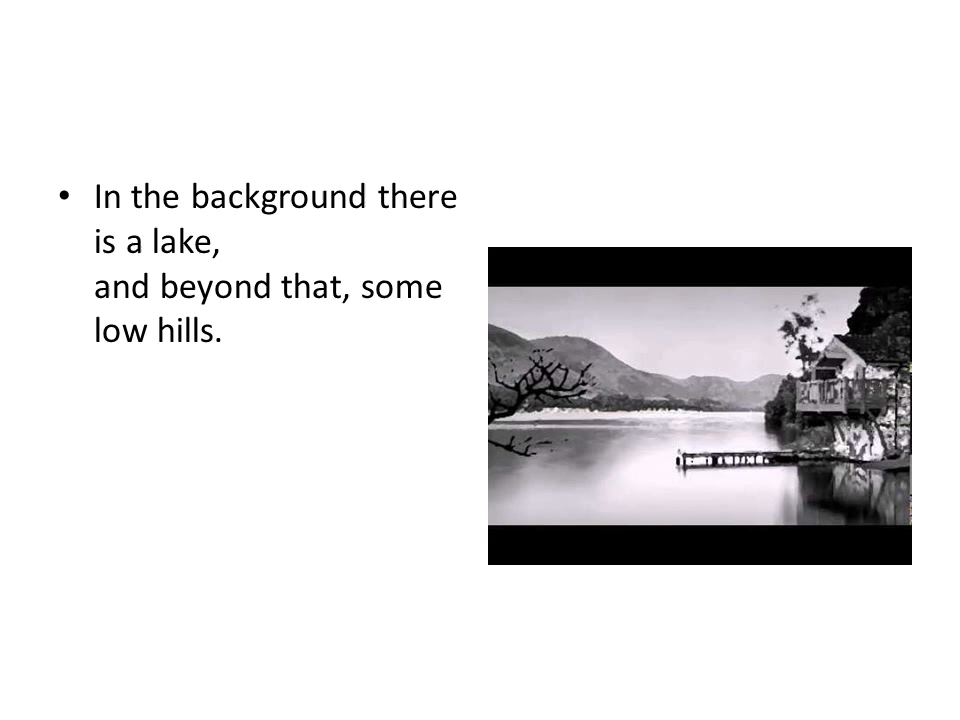 • In the background there
is a lake,
and beyond that, some
low hills.